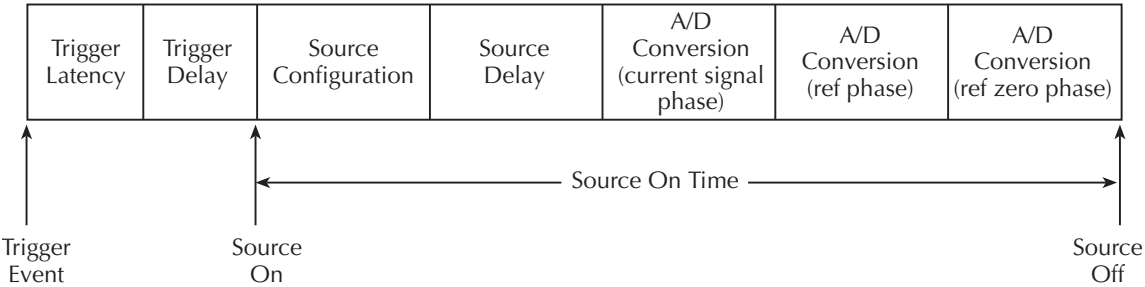 Trigger
Latency
Trigger
Delay
Source
Configuration
Source
Delay
A/D
Conversion
(current signal
phase)
A/D
Conversion
(ref phase)
A/D
Conversion
(ref zero phase)
Source On Time
Trigger
Event
Source
On
Source
Off